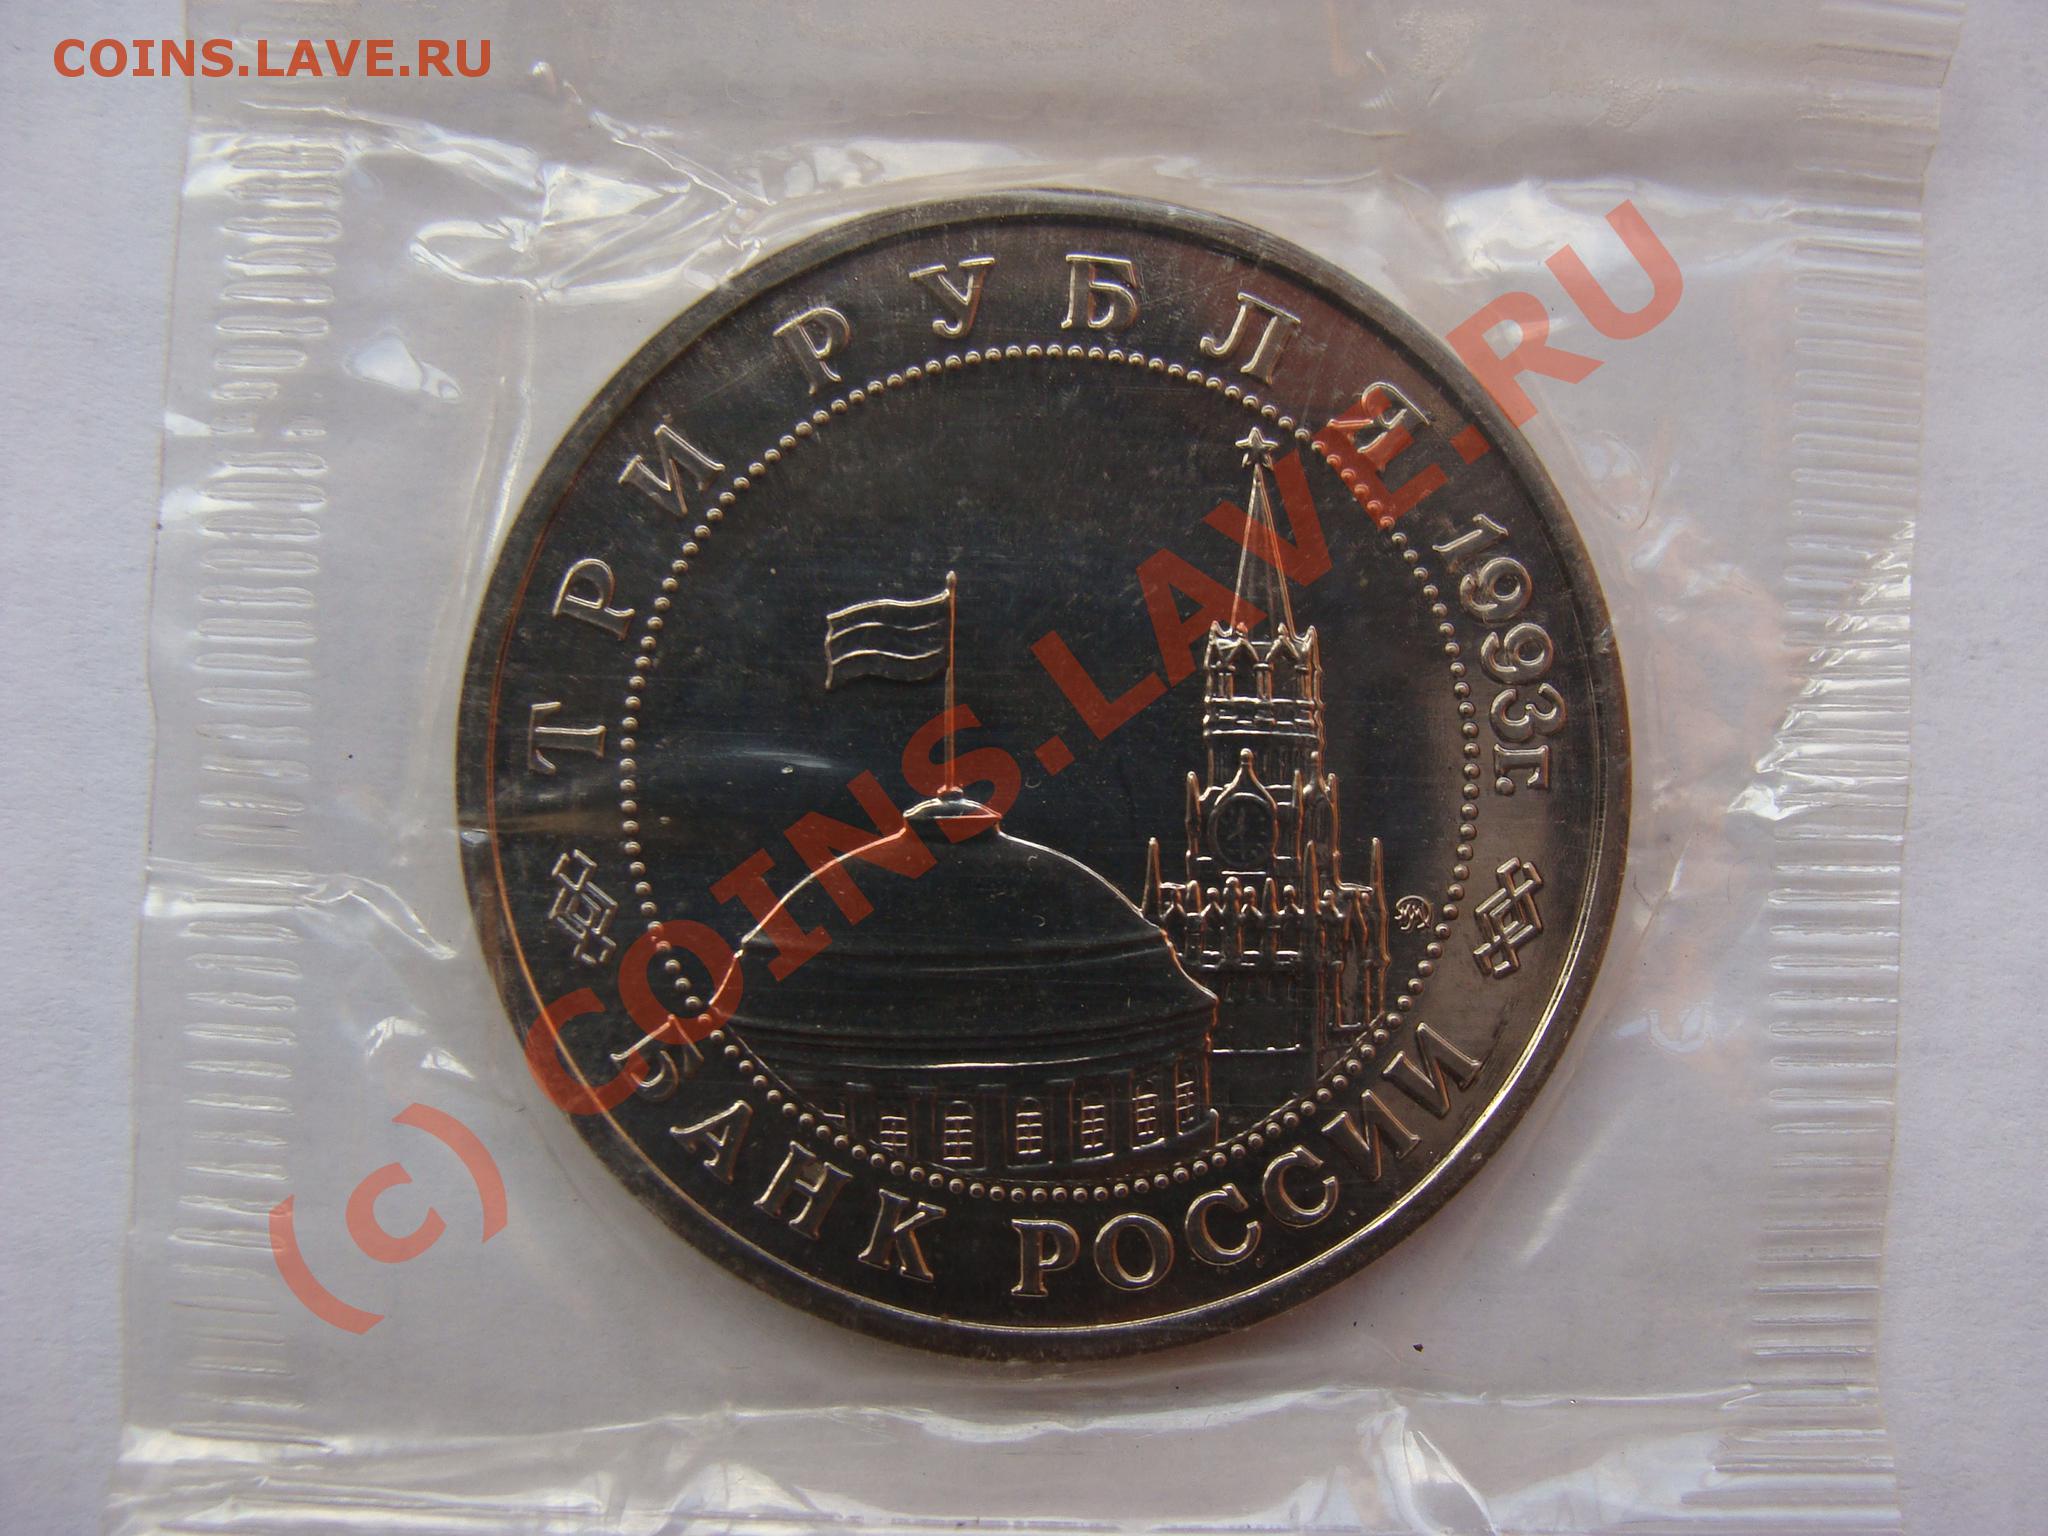 COINS.LAVE.RU
ТРИ РУБЛЯ 1993г.
БАНК РОССИИ
(c) COINS.LAVE.RU